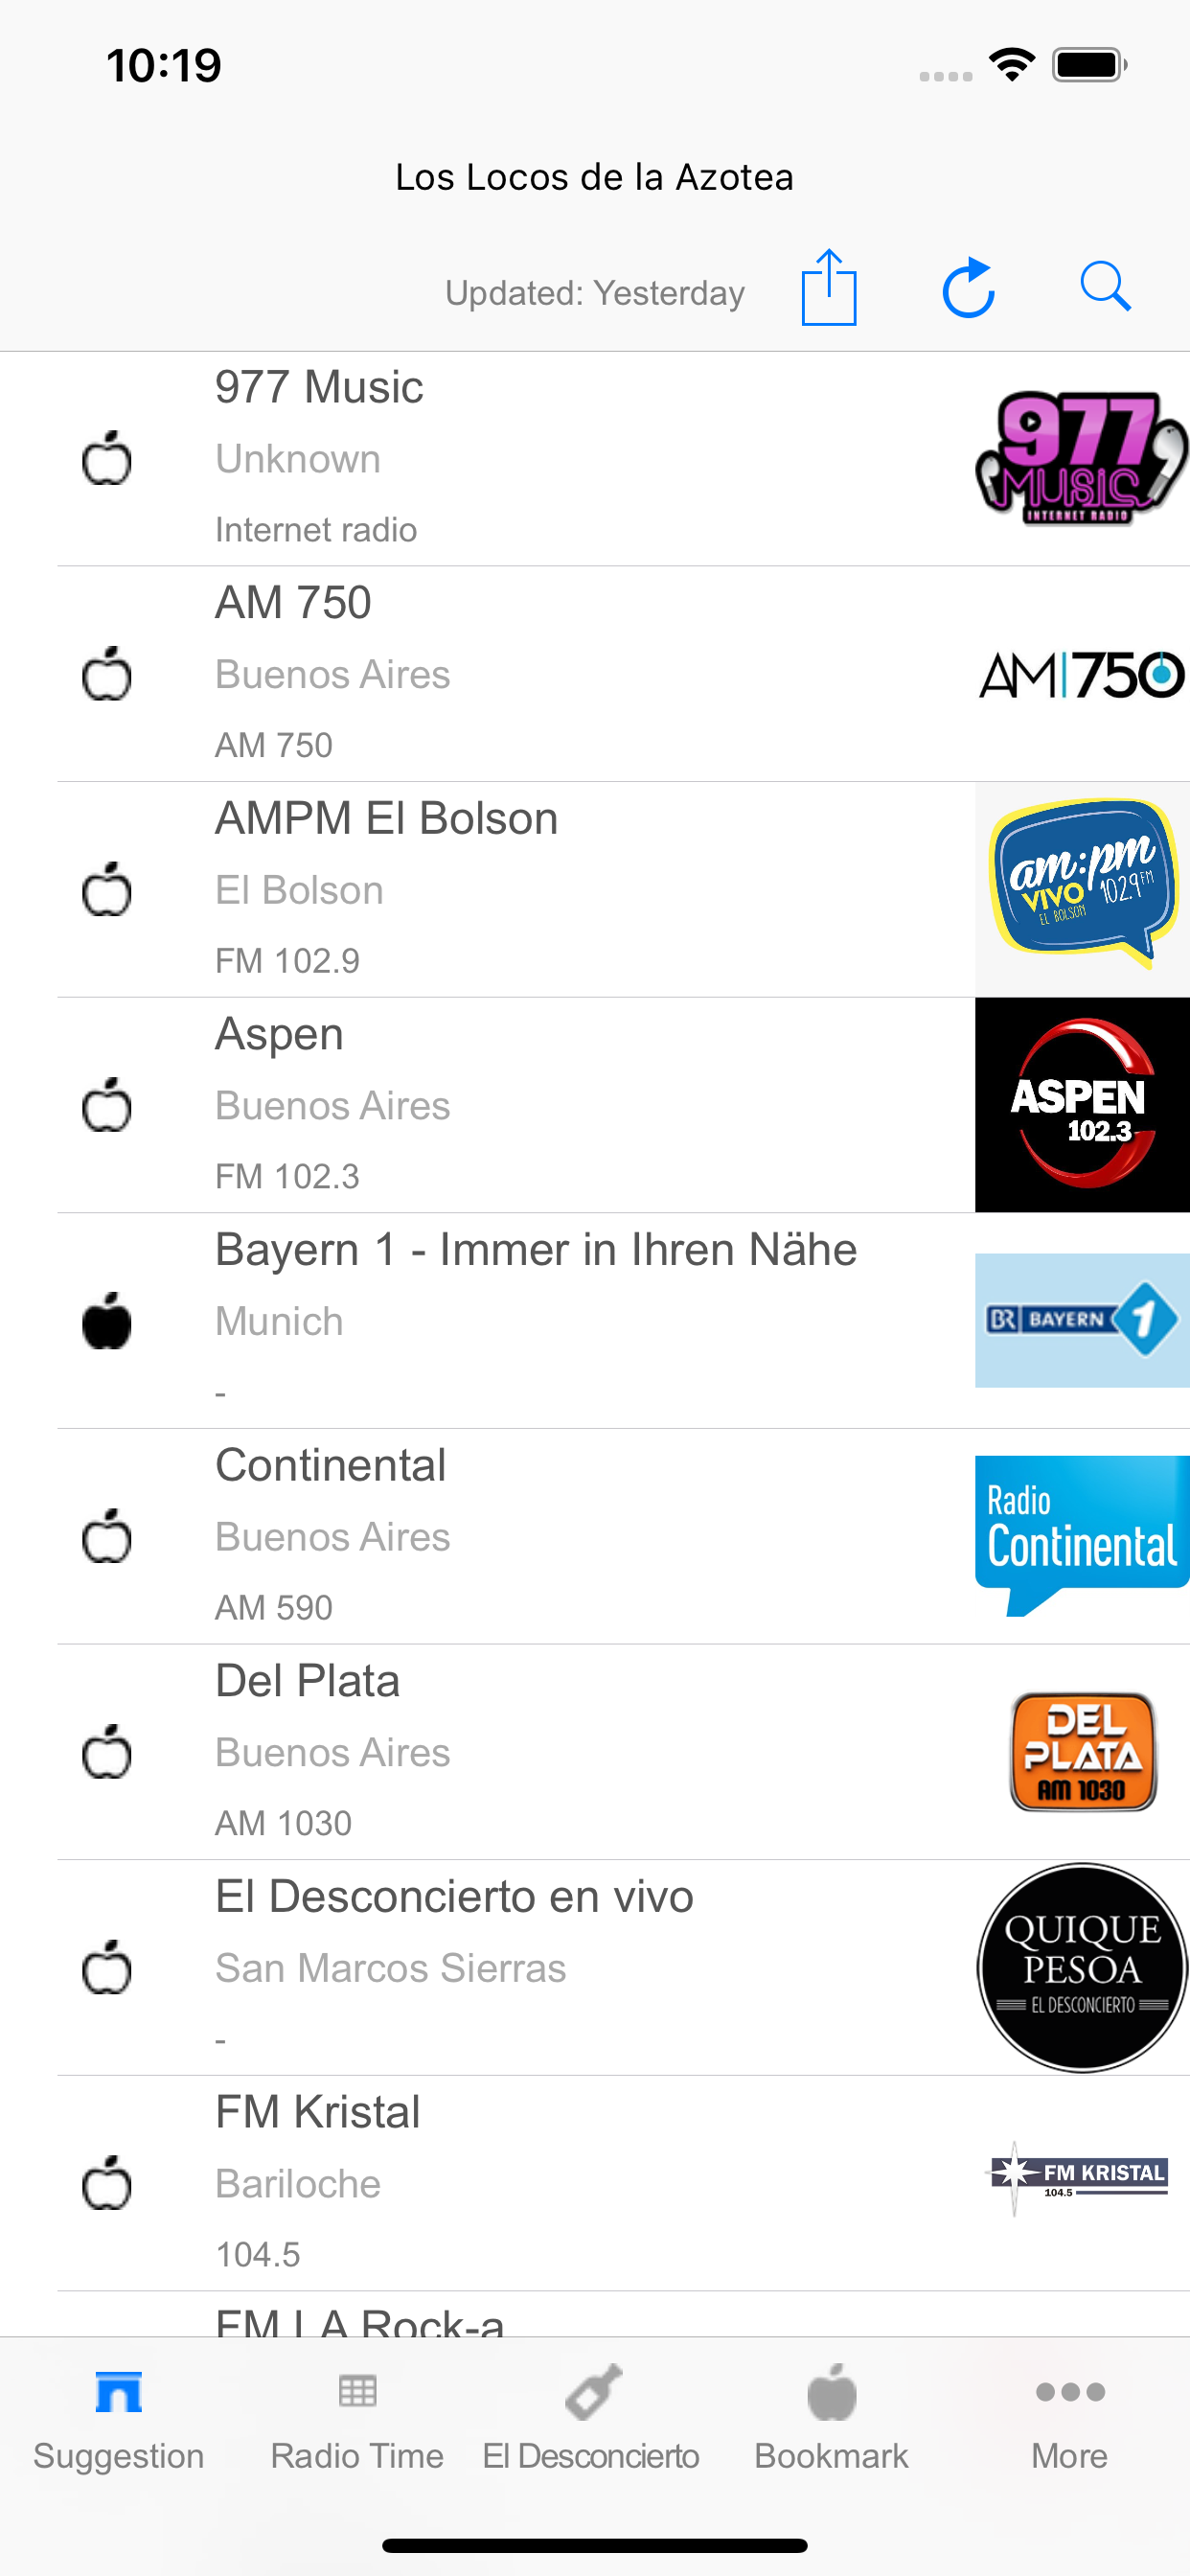 10:19
Los Locos de la Azotea
Updated: Yesterday
977 Music
Unknown
Internet radio
977
MUSIC
INTERNET RADIO
AM 750
Buenos Aires
AM 750
AM|750
AMPM El Bolson
El Bolson
FM 102.9
am:pm
VIVO 102.9 FM
EL BOLSON
Aspen
Buenos Aires
FM 102.3
ASPEN
102.3
Bayern 1 - Immer in Ihren Nähe
Munich
-
BR BAYERN 1
Continental
Buenos Aires
AM 590
Radio
Continental
Del Plata
Buenos Aires
AM 1030
DEL
PLATA
AM 1030
El Desconcierto en vivo
San Marcos Sierras
-
QUIQUE
PESOA
EL DESCONCIERTO
FM Kristal
Bariloche
104.5
FM KRISTAL
104.5
FM LA Rock-a
Suggestion
Radio Time
El Desconcierto
Bookmark
More